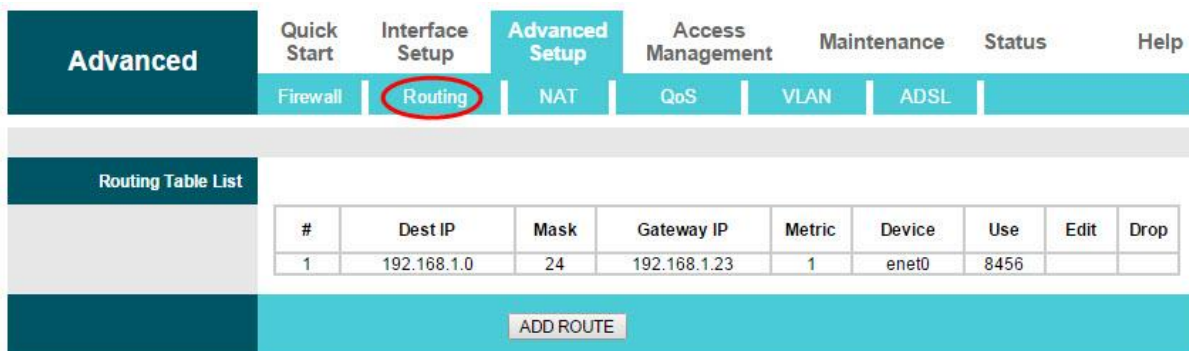 Advanced
Quick Start
Interface Setup
Advanced Setup
Access Management
Maintenance
Status
Help
Firewall
Routing
NAT
QoS
VLAN
ADSL
Routing Table List
# Dest IP Mask Gateway IP Metric Device Use Edit Drop
1 192.168.1.0 24 192.168.1.23 1 enet0 8456
ADD ROUTE